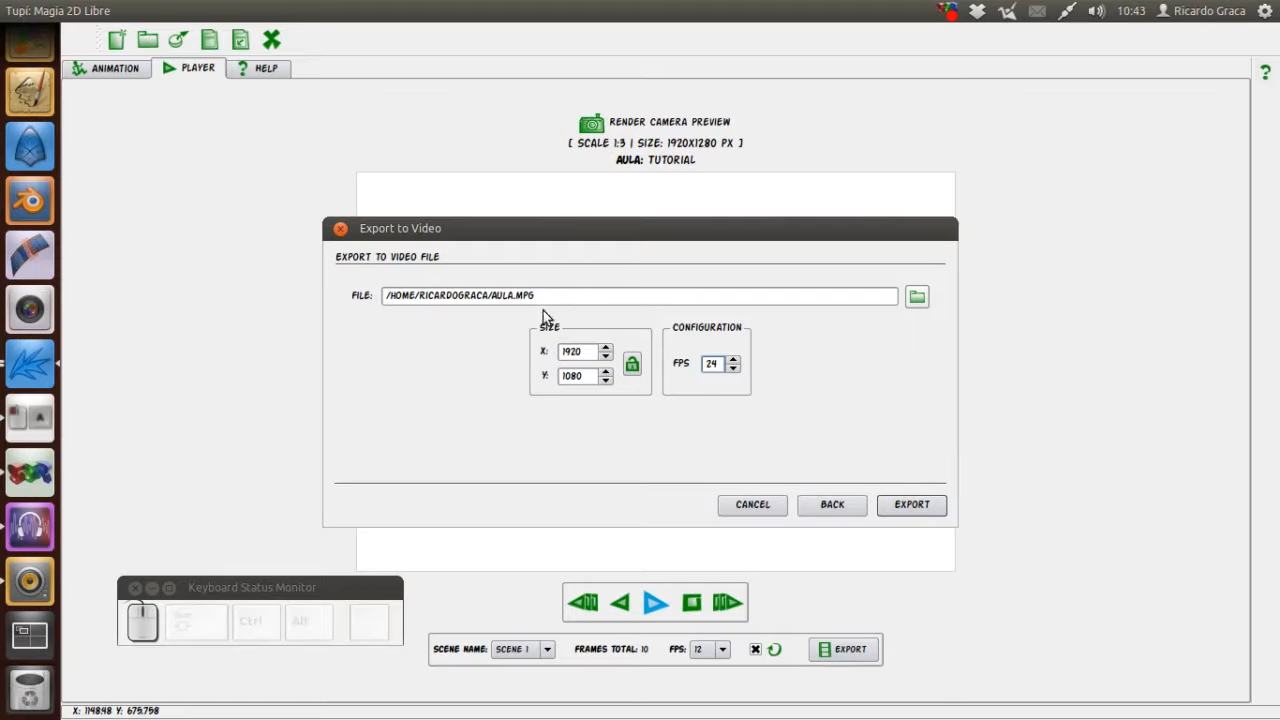 Tupi: Magia 2D Libre
10:43
Ricardo Graca
ANIMATION
PLAYER
? HELP
?
RENDER CAMERA PREVIEW
[ SCALE 1:3 | SIZE: 1920X1280 PX ]
AULA: TUTORIAL
Export to Video
EXPORT TO VIDEO FILE
FILE: /HOME/RICARDOGRACA/AULA.MPG
SIZE
CONFIGURATION
X: 1920
FPS 24
Y: 1080
CANCEL
BACK
EXPORT
Keyboard Status Monitor
Ctrl
Alt
A
SCENE NAME: SCENE 1
FRAMES TOTAL: 10
FPS: 12
EXPORT
X: 1148.48 Y: 675.758